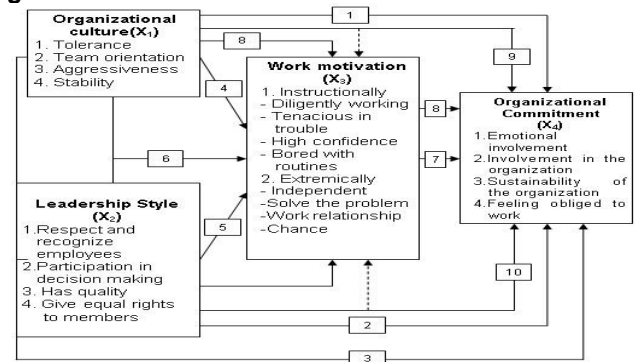 Organizational
culture(X1)
1. Tolerance
2. Team orientation
3. Aggressiveness
4. Stability
Leadership Style
(X2)
1.Respect and
recognize
employees
2.Participation in
decision making
3. Has quality
4. Give equal rights
to members
1
8
9
4
6
5
Work motivation
(X3)
1. Instructionally
- Diligently working
- Tenacious in
trouble
- High confidence
- Bored with
routines
2. Extremically
- Independent
-Solve the problem
-Work relationship
-Chance
8
7
Organizational
Commitment
(X4)
1.Emotional
involvement
2.Involvement in the
organization
3.Sustainability of
the organization
4.Feeling obliged to
work
10
2
3